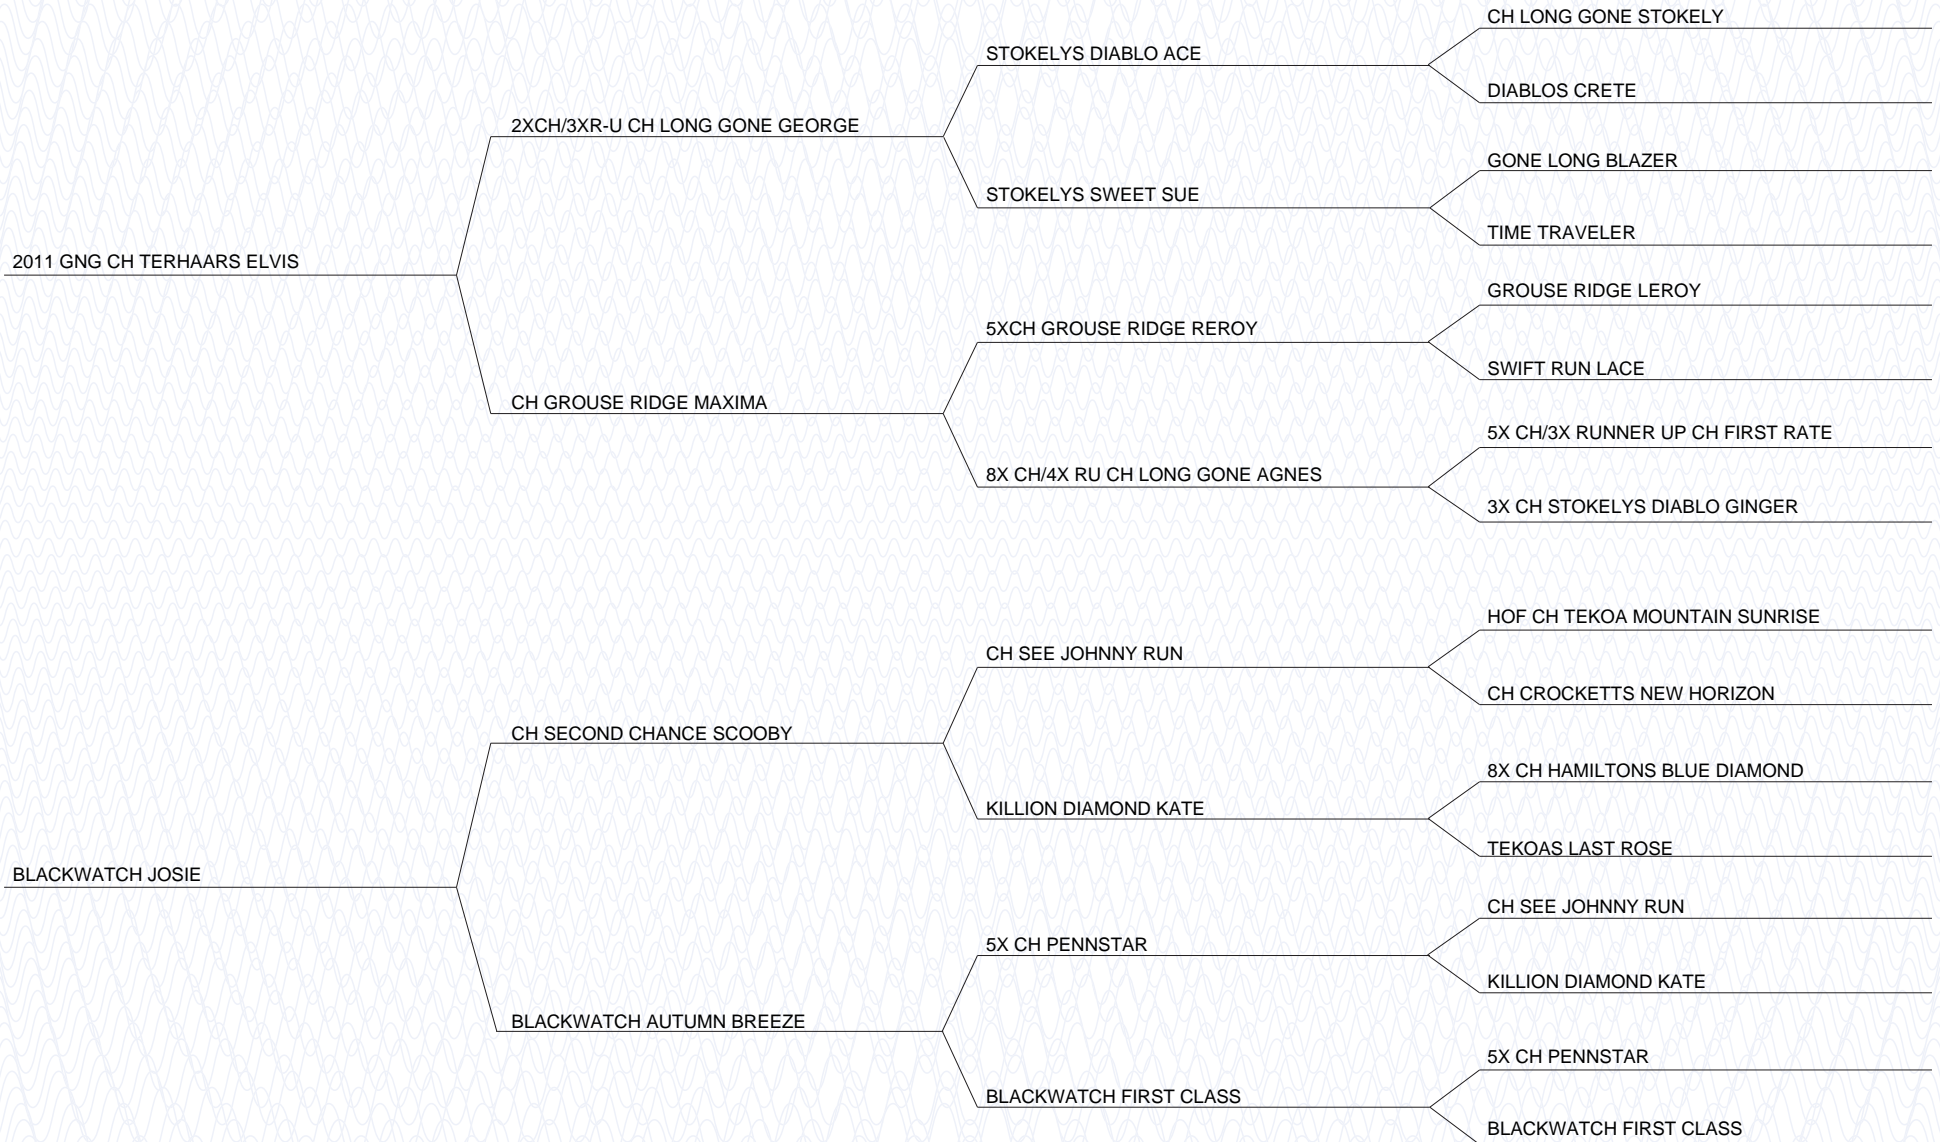 CH LONG GONE STOKELY
STOKELYS DIABLO ACE
DIABLOS CRETE
2XCH/3XR-U CH LONG GONE GEORGE
GONE LONG BLAZER
STOKELYS SWEET SUE
TIME TRAVELER
2011 GNG CH TERHAARS ELVIS
GROUSE RIDGE LEROY
5XCH GROUSE RIDGE REROY
SWIFT RUN LACE
CH GROUSE RIDGE MAXIMA
5X CH/3X RUNNER UP CH FIRST RATE
8X CH/4X RU CH LONG GONE AGNES
3X CH STOKELYS DIABLO GINGER
HOF CH TEKOA MOUNTAIN SUNRISE
CH SEE JOHNNY RUN
CH CROCKETTS NEW HORIZON
CH SECOND CHANCE SCOOBY
8X CH HAMILTONS BLUE DIAMOND
KILLION DIAMOND KATE
TEKOAS LAST ROSE
BLACKWATCH JOSIE
CH SEE JOHNNY RUN
5X CH PENNSTAR
KILLION DIAMOND KATE
BLACKWATCH AUTUMN BREEZE
5X CH PENNSTAR
BLACKWATCH FIRST CLASS
BLACKWATCH FIRST CLASS